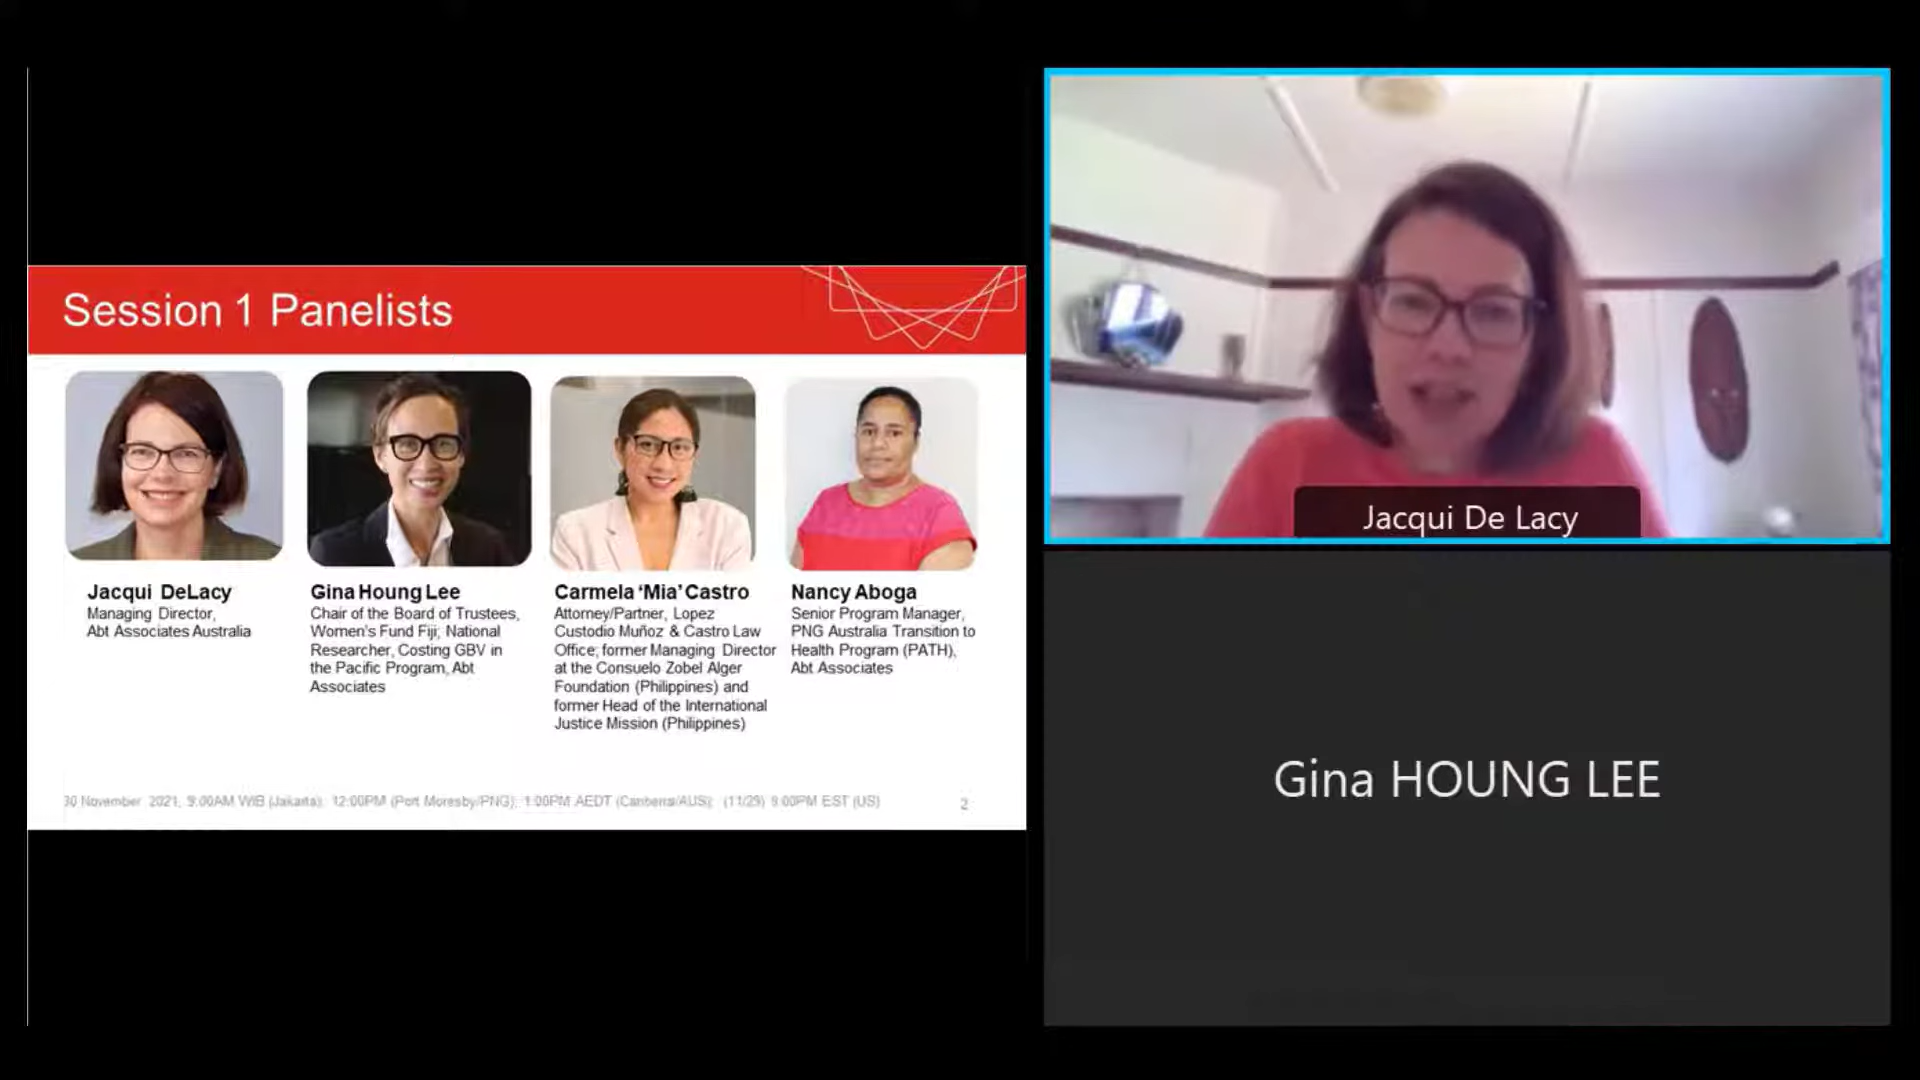 Session 1 Panelists
Jacqui DeLacy
Managing Director,
Abt Associates Australia
Gina Houng Lee
Chair of the Board of Trustees,
Women's Fund Fiji; National
Researcher, Costing GBV in
the Pacific Program, Abt
Associates
Carmela ‘Mia’ Castro
Attorney/Partner, Lopez
Custodio Muñoz & Castro Law
Office; former Managing Director
at the Consuelo Zobel Alger
Foundation (Philippines) and
former Head of the International
Justice Mission (Philippines)
Nancy Aboga
Senior Program Manager,
PNG Australia Transition to
Health Program (PATH),
Abt Associates
30 November 2021, 9:00AM WIB (Jakarta); 12:00PM (Port Moresby/PNG); 1:00PM AEDT (Canberra/AUS); (11/29) 9:00PM EST (US)
2
Jacqui De Lacy
Gina HOUNG LEE